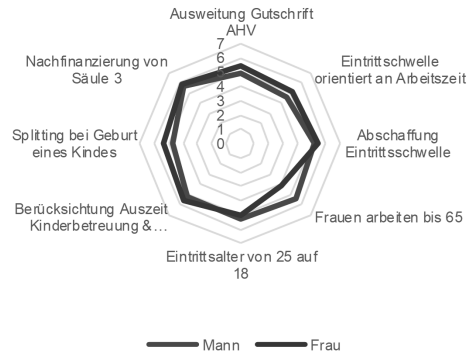 Ausweitung Gutschrift
AHV
7
6
5
4
3
2
1
0
Eintrittschwelle
orientiert an Arbeitszeit
Abschaffung
Eintrittsschwelle
Frauen arbeiten bis 65
Eintrittsalter von 25 auf
18
Berücksichtung Auszeit
Kinderbetreuung &...
Splitting bei Geburt
eines Kindes
Nachfinanzierung von
Säule 3
Mann
Frau